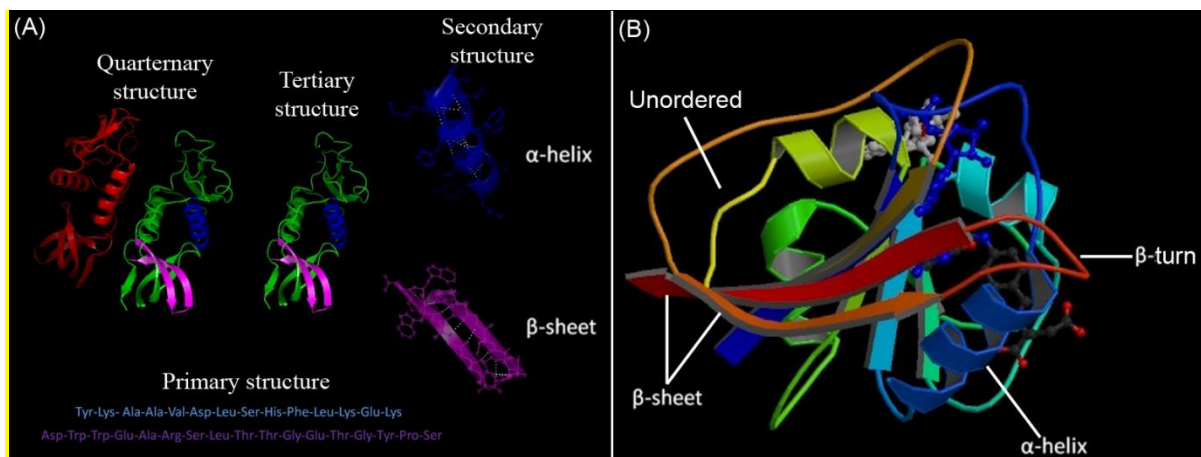 (A)
Quarternary
structure
Tertiary
structure
Secondary
structure
α-helix
β-sheet
Primary structure
Tyr-Lys- Ala-Ala-Val-Asp-Leu-Ser-His-Phe-Leu-Lys-Glu-Lys
Asp-Trp-Trp-Glu-Ala-Arg-Ser-Leu-Thr-Thr-Gly-Glu-Thr-Gly-Tyr-Pro-Ser
(B)
Unordered
β-turn
β-sheet
α-helix